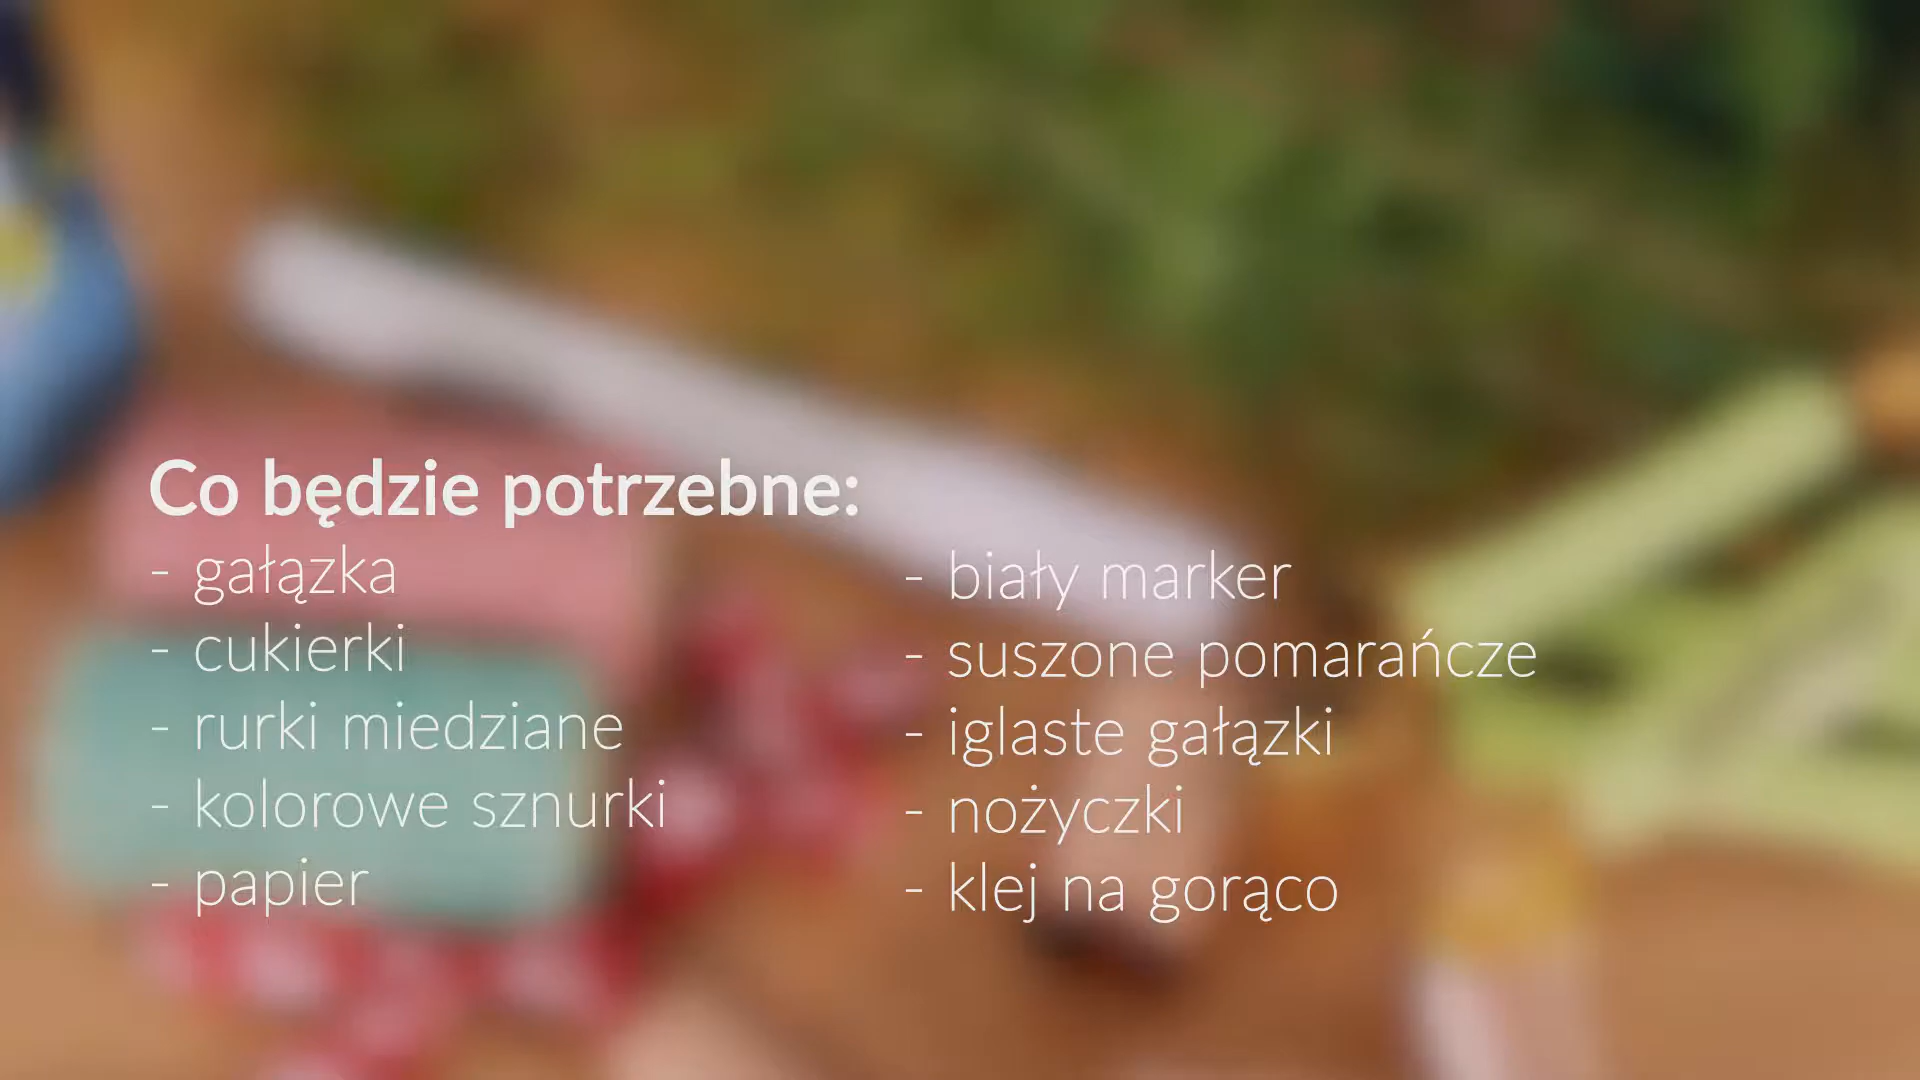 Co będzie potrzebne:
- gałązka
- cukierki
- rurki miedziane
- kolorowe sznurki
- papier
- biały marker
- suszone pomarańcze
- iglaste gałązki
- nożyczki
- klej na gorąco